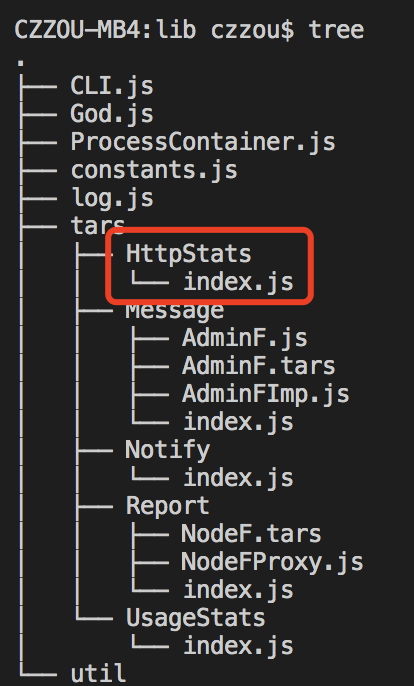 CZZOU-MB4:lib czzou$ tree
.
├── CLI.js
├── God.js
├── ProcessContainer.js
├── constants.js
├── log.js
├── tars
│   ├── HttpStats
│   │   └── index.js
│   ├── Message
│   │   ├── AdminF.js
│   │   ├── AdminF.tars
│   │   ├── AdminFImp.js
│   │   └── index.js
│   ├── Notify
│   │   └── index.js
│   ├── Report
│   │   ├── NodeF.tars
│   │   ├── NodeFProxy.js
│   │   └── index.js
│   └── UsageStats
│       └── index.js
└── util